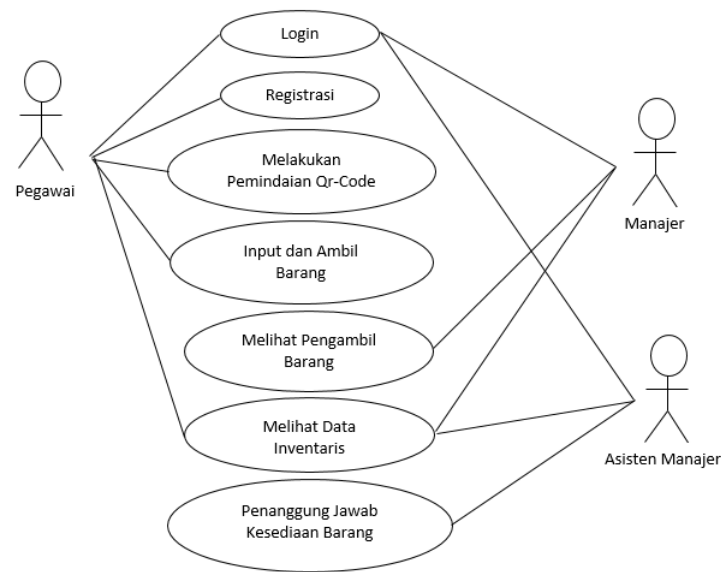 Login
Registrasi
Melakukan
Pemindaian Qr-Code
Pegawai
Input dan Ambil
Barang
Manajer
Melihat Pengambil
Barang
Melihat Data
Inventaris
Asisten Manajer
Penanggung Jawab
Kesediaan Barang